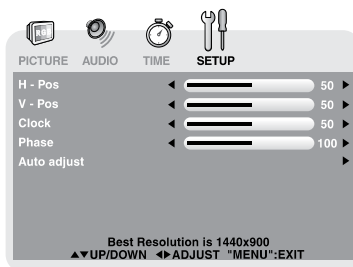 PICTURE AUDIO TIME SETUP
H - Pos 50
V - Pos 50
Clock 50
Phase 100
Auto adjust
Best Resolution is 1440x900
▲▼UP/DOWN ◀▶ADJUST "MENU":EXIT